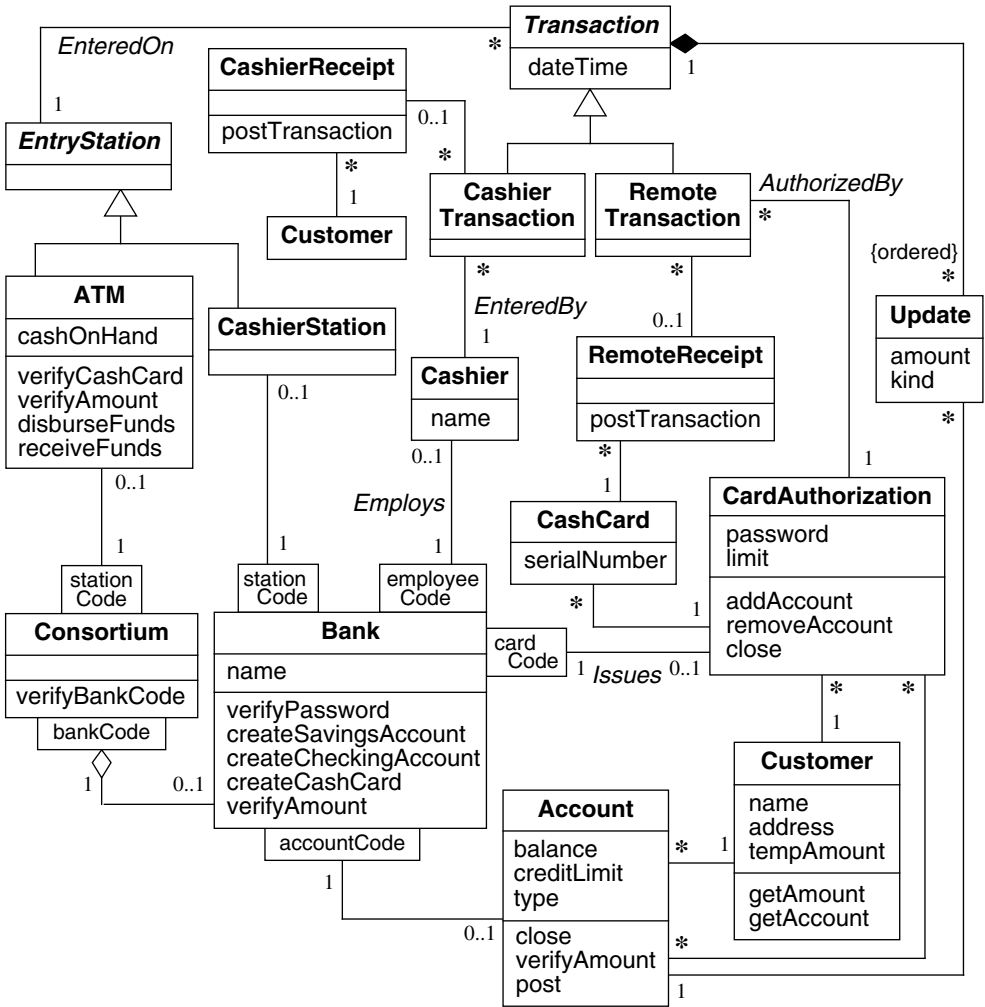 Transaction
dateTime
EnteredOn
*
1
1
CashierReceipt
postTransaction
0..1
*
EntryStation
*
1
Customer
Cashier
Transaction
Remote
Transaction
AuthorizedBy
*
*
*
{ordered}
*
ATM
cashOnHand
verifyCashCard
verifyAmount
disburseFunds
receiveFunds
0..1
1
CashierStation
0..1
EnteredBy
1
Cashier
name
0..1
Employs
1
0..1
RemoteReceipt
postTransaction
*
1
Update
amount
kind
*
1
CashCard
serialNumber
*
1
CardAuthorization
password
limit
addAccount
removeAccount
close
station
Code
1
station
Code
employee
Code
Consortium
verifyBankCode
bankCode
1
0..1
Bank
name
verifyPassword
createSavingsAccount
createCheckingAccount
createCashCard
verifyAmount
card
Code
1
Issues
0..1
*
*
1
accountCode
1
0..1
Account
balance
creditLimit
type
close
verifyAmount
post
*
1
*
1
Customer
name
address
tempAmount
getAmount
getAccount